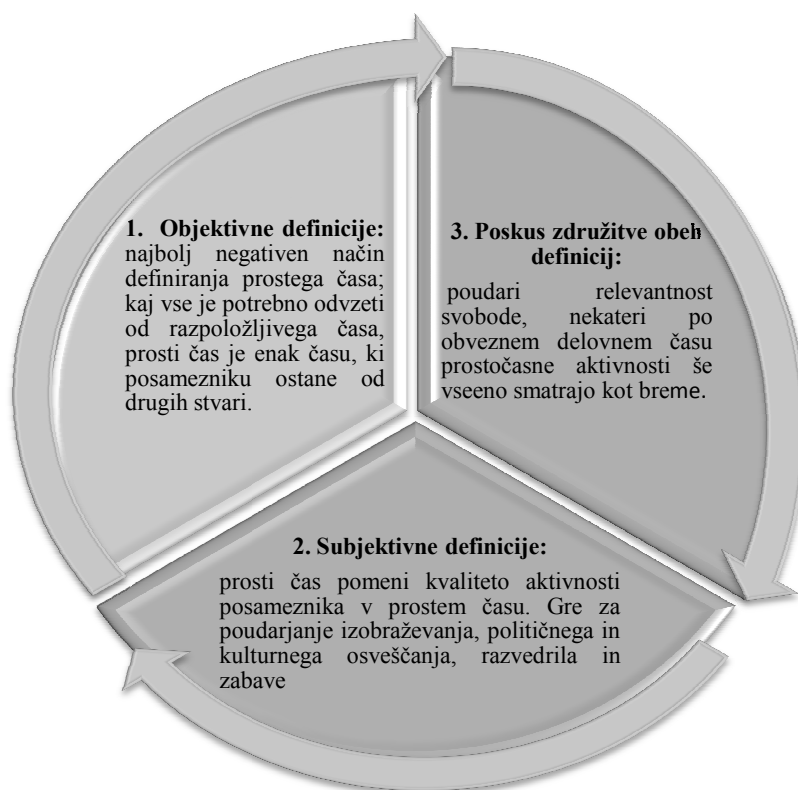 1. Objektivne definicije:
najbolj negativen način
definiranja prostega časa;
kaj vse je potrebno odvzeti
od razpoložljivega časa,
prosti čas je enak času, ki
posamezniku ostane od
drugih stvari.
2. Subjektivne definicije:
prosti čas pomeni kvaliteto aktivnosti
posameznika v prostem času. Gre za
poudarjanje izobraževanja, političnega in
kulturnega osveščanja, razvedrila in
zabave
3. Poskus združitve obeh
definicij:
poudari relevantnost
svobode, nekateri po
obveznem delovnem času
prostočasne aktivnosti še
vseeno smatrajo kot breme.